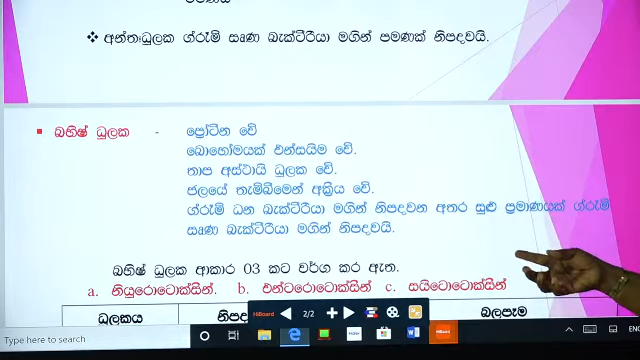 ❖ අන්තඃධූලක ග්රෑම් සෘණ බැක්ටීරියා මගින් පමණක් නිපදවයි.
▪ බහිෂ් ධූලක - ප්‍රෝටීන වේ
බොහෝමයක් එන්සයිම වේ.
තාප අස්ථායි ධූලක වේ.
ජලයේ තැම්බීමෙන් අක්‍රිය වේ.
ග්රෑම් ධන බැක්ටීරියා මගින් නිපදවන අතර සුළු ප්‍රමාණයක් ග්රෑම්
සෘණ බැක්ටීරියා මගින් නිපදවයි.
බහිෂ් ධූලක ආකාර 03 කට වර්ග කර ඇත.
a. නියුරොටොක්සින්. b. එන්ටරොටොක්සින් c. සයිටොටොක්සින්
ධූලකය නිපද බලපෑම
HiBoard 2/2
Type here to search ENG